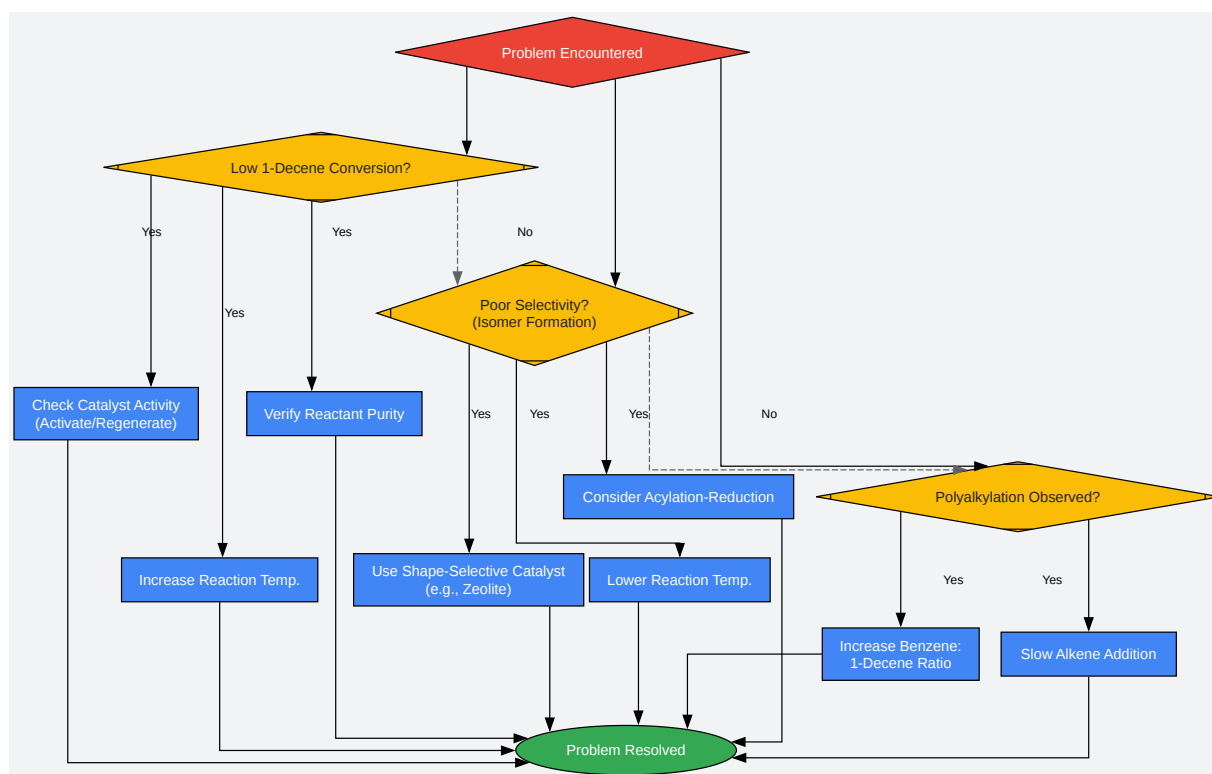 Problem Encountered
Low 1-Decene Conversion?
Yes
Yes
No
Yes
Poor Selectivity?
(Isomer Formation)
Check Catalyst Activity
(Activate/Regenerate)
Verify Reactant Purity
Yes
Yes
Yes
No
Consider Acylation-Reduction
Polyalkylation Observed?
Increase Reaction Temp.
Use Shape-Selective Catalyst
(e.g., Zeolite)
Lower Reaction Temp.
Yes
Yes
Increase Benzene:
1-Decene Ratio
Slow Alkene Addition
Problem Resolved